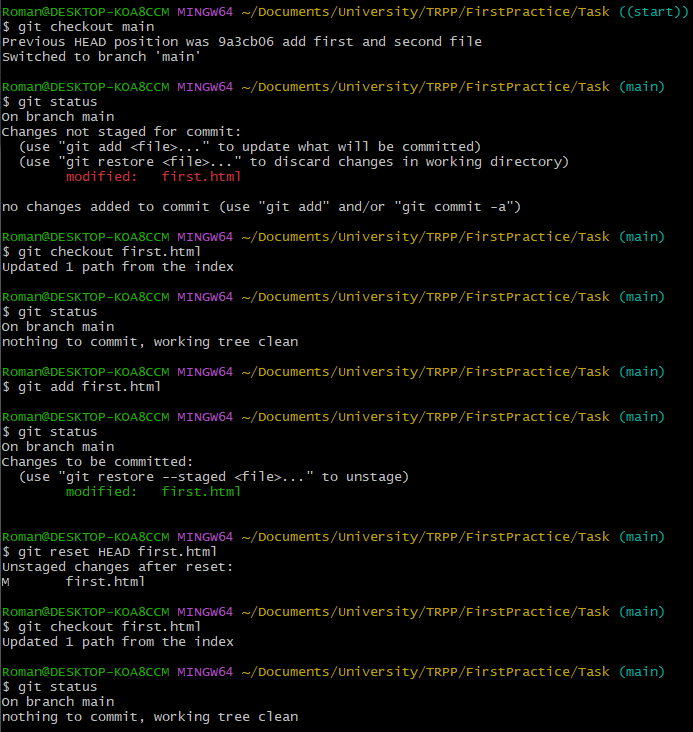 Roman@DESKTOP-KOA8CCM MINGW64 ~/Documents/University/TRPP/FirstPractice/Task ((start))
$ git checkout main
Previous HEAD position was 9a3cb06 add first and second file
Switched to branch 'main'
Roman@DESKTOP-KOA8CCM MINGW64 ~/Documents/University/TRPP/FirstPractice/Task (main)
$ git status
On branch main
Changes not staged for commit:
  (use "git add <file>..." to update what will be committed)
  (use "git restore <file>..." to discard changes in working directory)
        modified:   first.html
no changes added to commit (use "git add" and/or "git commit -a")
Roman@DESKTOP-KOA8CCM MINGW64 ~/Documents/University/TRPP/FirstPractice/Task (main)
$ git checkout first.html
Updated 1 path from the index
Roman@DESKTOP-KOA8CCM MINGW64 ~/Documents/University/TRPP/FirstPractice/Task (main)
$ git status
On branch main
nothing to commit, working tree clean
Roman@DESKTOP-KOA8CCM MINGW64 ~/Documents/University/TRPP/FirstPractice/Task (main)
$ git add first.html
Roman@DESKTOP-KOA8CCM MINGW64 ~/Documents/University/TRPP/FirstPractice/Task (main)
$ git status
On branch main
Changes to be committed:
  (use "git restore --staged <file>..." to unstage)
        modified:   first.html
Roman@DESKTOP-KOA8CCM MINGW64 ~/Documents/University/TRPP/FirstPractice/Task (main)
$ git reset HEAD first.html
Unstaged changes after reset:
M       first.html
Roman@DESKTOP-KOA8CCM MINGW64 ~/Documents/University/TRPP/FirstPractice/Task (main)
$ git checkout first.html
Updated 1 path from the index
Roman@DESKTOP-KOA8CCM MINGW64 ~/Documents/University/TRPP/FirstPractice/Task (main)
$ git status
On branch main
nothing to commit, working tree clean